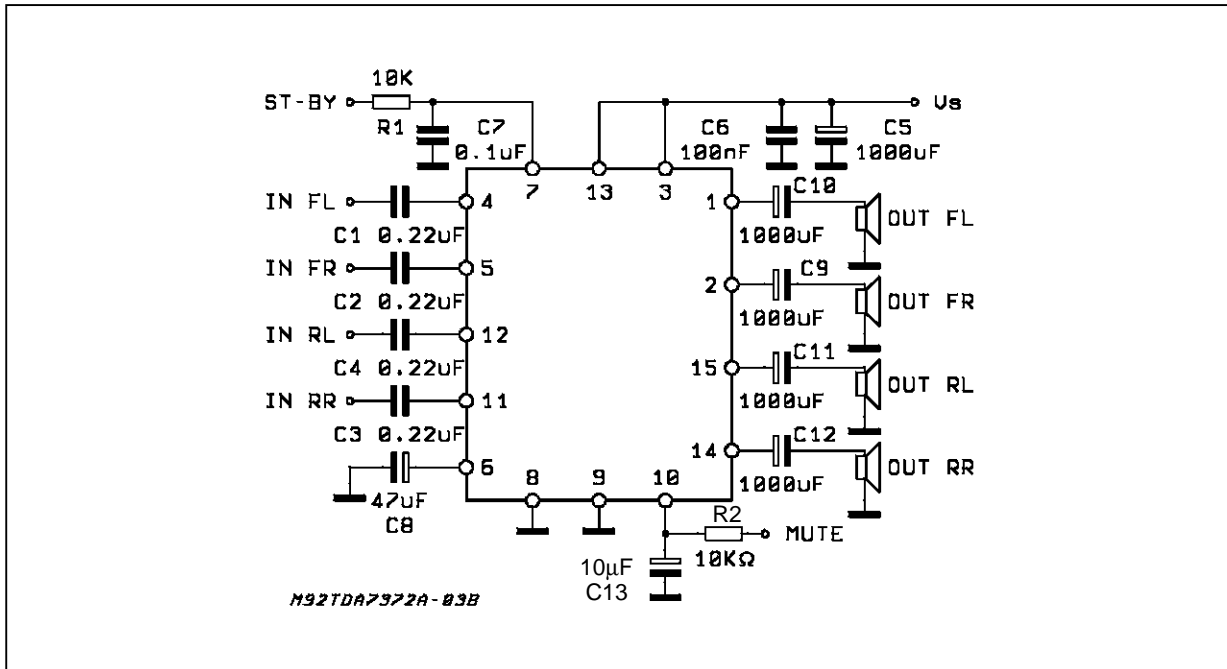 10K
ST-BY
R1
C7
0.1uF
C6
100nF
C5
1000uF
Vs
7
13
3
IN FL
4
C1 0.22uF
IN FR
5
C2 0.22uF
IN RL
12
C4 0.22uF
IN RR
11
C3 0.22uF
6
47uF
C8
8
9
10
1
C10
1000uF
OUT FL
2
C9
1000uF
OUT FR
15
C11
1000uF
OUT RL
14
C12
1000uF
OUT RR
R2
MUTE
10KΩ
10µF
C13
M92TDA7372A-03B